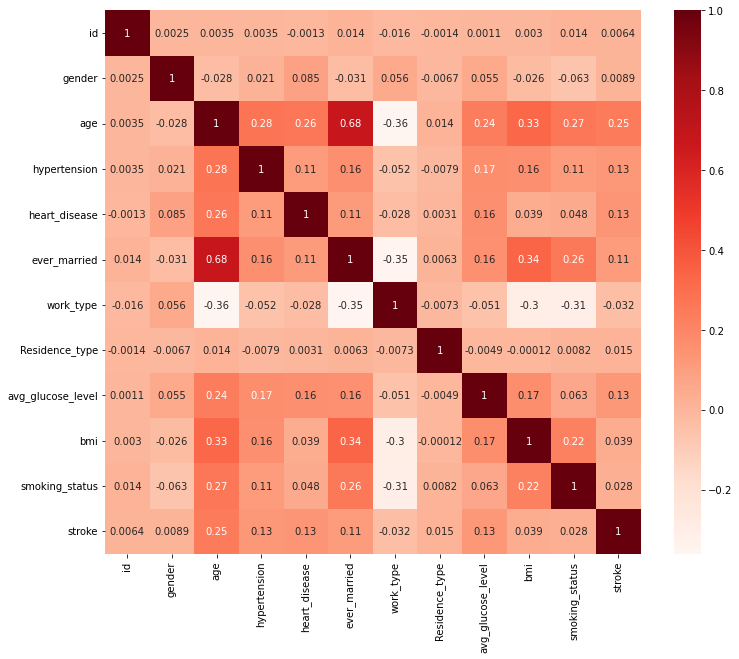 id 1 0.0025 0.0035 0.0035 -0.0013 0.014 -0.016 -0.0014 0.0011 0.003 0.014 0.0064
gender 0.0025 1 -0.028 0.021 0.085 -0.031 0.056 -0.0067 0.055 -0.026 -0.063 0.0089
age 0.0035 -0.028 1 0.28 0.26 0.68 -0.36 0.014 0.24 0.33 0.27 0.25
hypertension 0.0035 0.021 0.28 1 0.11 0.16 -0.052 -0.0079 0.17 0.16 0.11 0.13
heart_disease -0.0013 0.085 0.26 0.11 1 0.11 -0.028 0.0031 0.16 0.039 0.048 0.13
ever_married 0.014 -0.031 0.68 0.16 0.11 1 -0.35 0.0063 0.16 0.34 0.26 0.11
work_type -0.016 0.056 -0.36 -0.052 -0.028 -0.35 1 -0.0073 -0.051 -0.3 -0.31 -0.032
Residence_type -0.0014 -0.0067 0.014 -0.0079 0.0031 0.0063 -0.0073 1 -0.0049 -0.00012 0.0082 0.015
avg_glucose_level 0.0011 0.055 0.24 0.17 0.16 0.16 -0.051 -0.0049 1 0.17 0.063 0.13
bmi 0.003 -0.026 0.33 0.16 0.039 0.34 -0.3 -0.00012 0.17 1 0.22 0.039
smoking_status 0.014 -0.063 0.27 0.11 0.048 0.26 -0.31 0.0082 0.063 0.22 1 0.028
stroke 0.0064 0.0089 0.25 0.13 0.13 0.11 -0.032 0.015 0.13 0.039 0.028 1
id gender age hypertension heart_disease ever_married work_type Residence_type avg_glucose_level bmi smoking_status stroke
1.0
0.8
0.6
0.4
0.2
0.0
−0.2